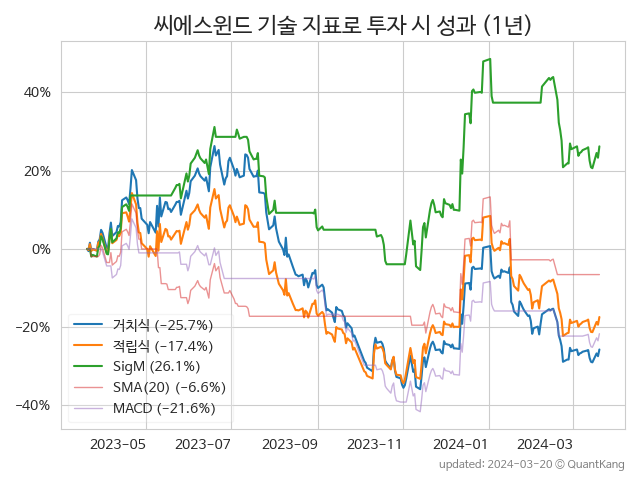 씨에스윈드 기술 지표로 투자 시 성과 (1년)
40%
20%
0%
−20%
−40%
거치식 (−25.7%)
적립식 (−17.4%)
SigM (26.1%)
SMA(20) (−6.6%)
MACD (−21.6%)
2023−05 2023−07 2023−09 2023−11 2024−01 2024−03
updated: 2024−03−20 © QuantKang